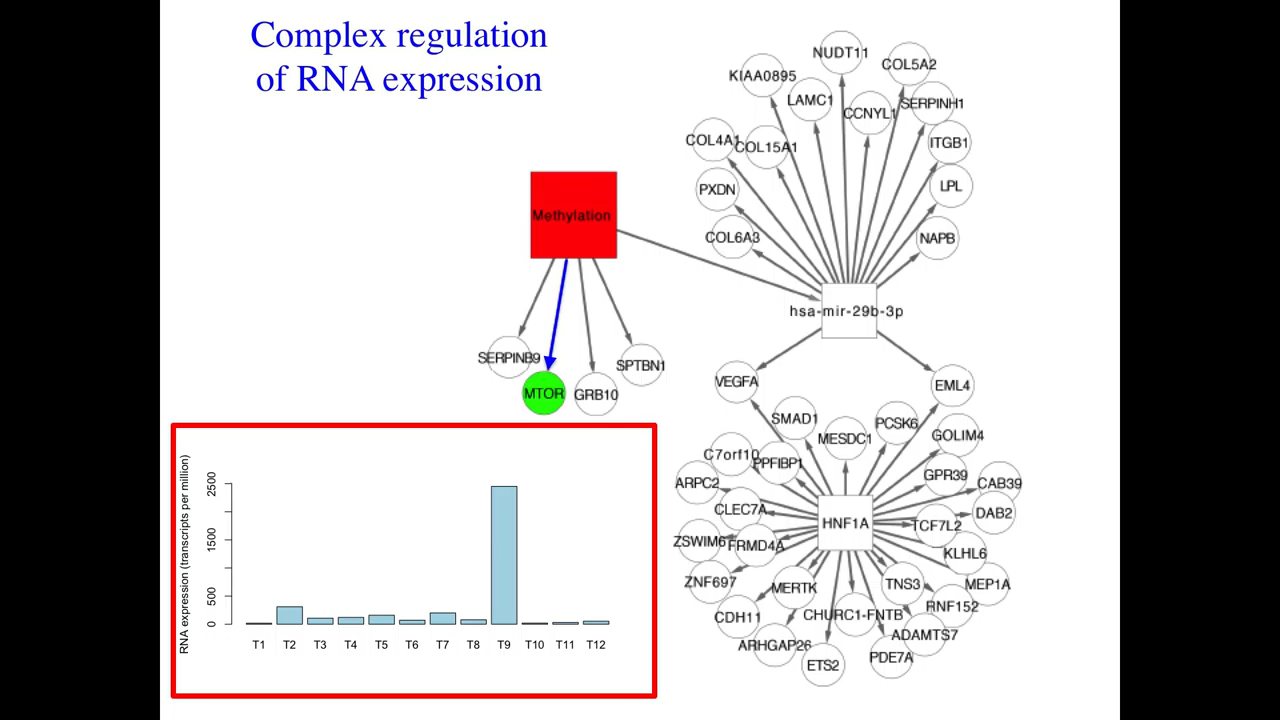 Complex regulation
of RNA expression
NUDT11
COL5A2
KIAA0895
LAMC1
SERPINH1
CCNYL1
COL4A1
COL15A1
ITGB1
PXDN
LPL
COL6A3
NAPB
Methylation
hsa-mir-29b-3p
SERPINB9
SPTBN1
MTOR
GRB10
VEGFA
EML4
SMAD1
PCSK6
MESDC1
GOLIM4
C7orf10
PPFIBP1
GPR39
ARPC2
CAB39
CLEC7A
DAB2
HNF1A
TCF7L2
ZSWIM6
FRMD4A
KLHL6
ZNF697
MERTK
TNS3
MEP1A
CDH11
CHURC1-FNTB
RNF152
ARHGAP26
ADAMTS7
ETS2
PDE7A
RNA expression (transcripts per million)
2500
1500
500
0
T1 T2 T3 T4 T5 T6 T7 T8 T9 T10 T11 T12